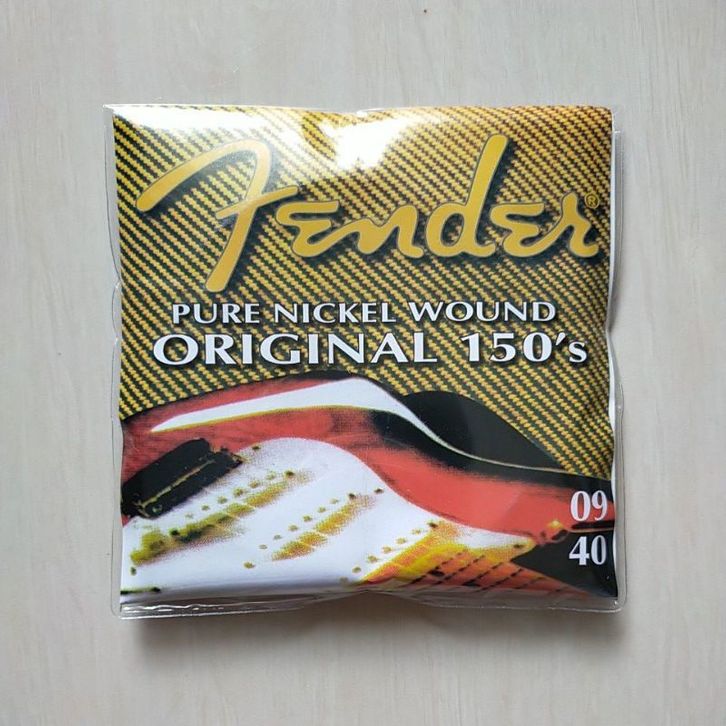 Fender®
PURE NICKEL WOUND
ORIGINAL 150's
09
40